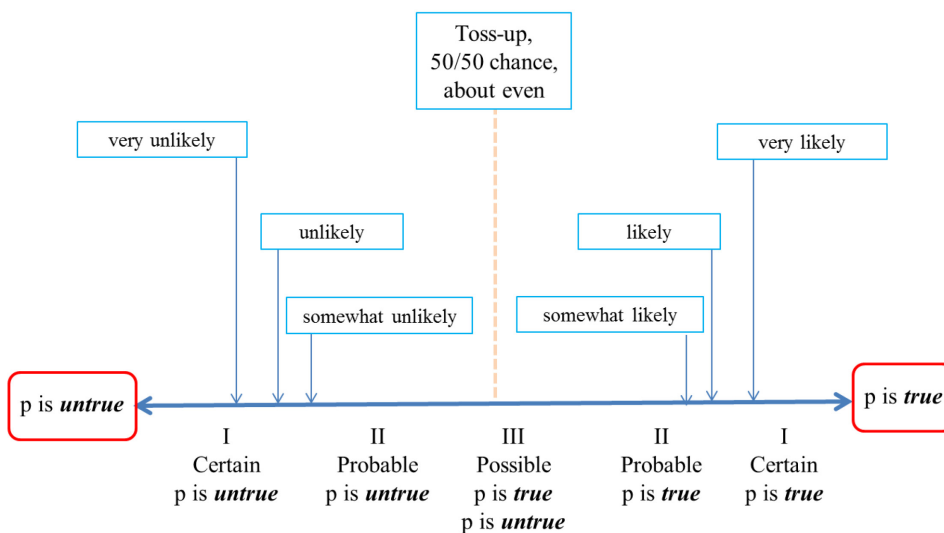 Toss-up,
50/50 chance,
about even
very unlikely
very likely
unlikely
likely
somewhat unlikely
somewhat likely
p is untrue
p is true
I
Certain
p is untrue
II
Probable
p is untrue
III
Possible
p is true
p is untrue
II
Probable
p is true
I
Certain
p is true